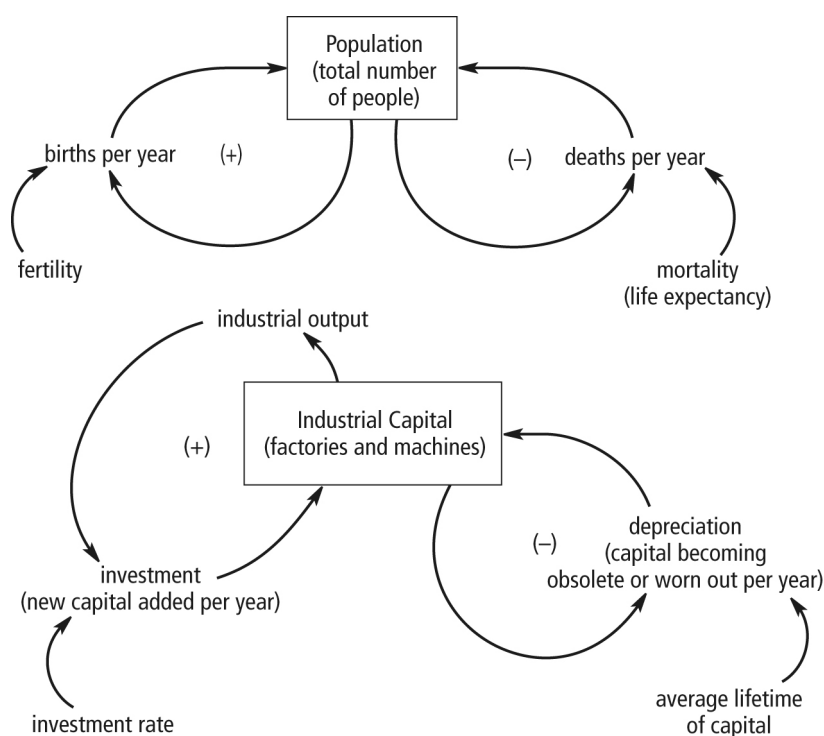 Population
(total number
of people)
births per year
(+)
(–)
deaths per year
fertility
mortality
(life expectancy)
industrial output
Industrial Capital
(factories and machines)
(+)
depreciation
(capital becoming
obsolete or worn out per year)
(–)
investment
(new capital added per year)
average lifetime
of capital
investment rate